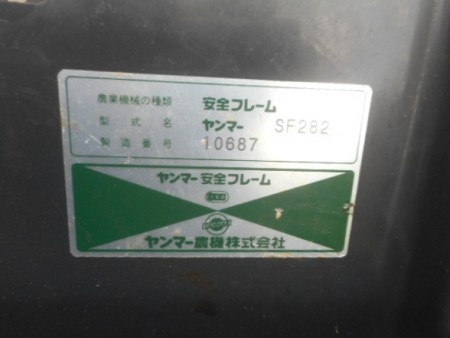 農業機械の種類 安全フレーム
型式名 ヤンマー SF282
製造番号 10687
ヤンマー安全フレーム
ヤンマー農機株式会社